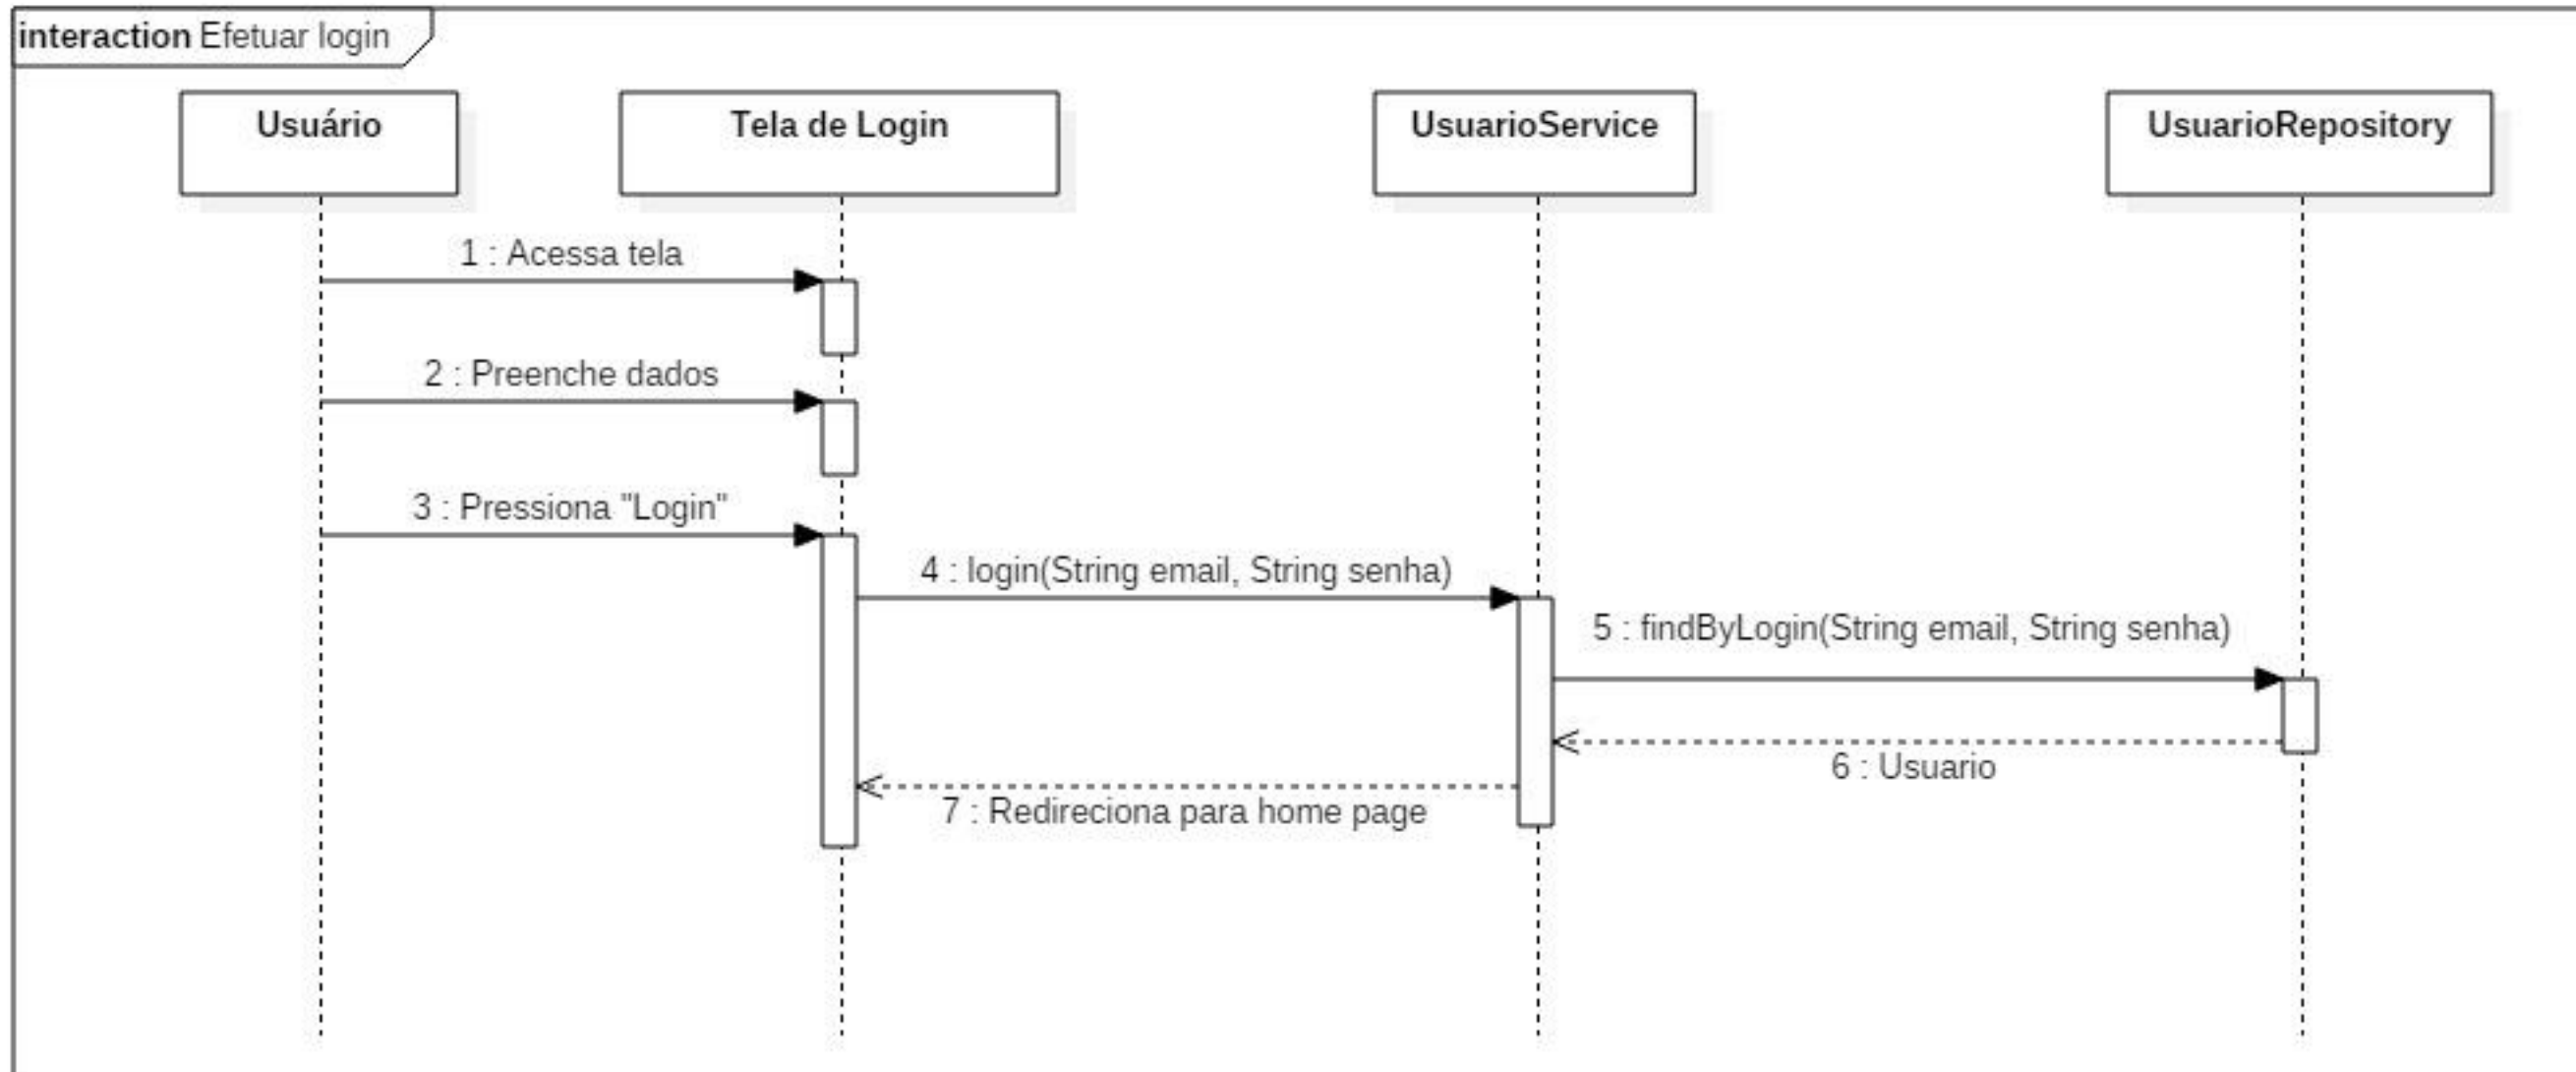 interaction Efetuar login
Usuário
Tela de Login
UsuarioService
UsuarioRepository
1 : Acessa tela
2 : Preenche dados
3 : Pressiona "Login"
4 : login(String email, String senha)
5 : findByLogin(String email, String senha)
6 : Usuario
7 : Redireciona para home page